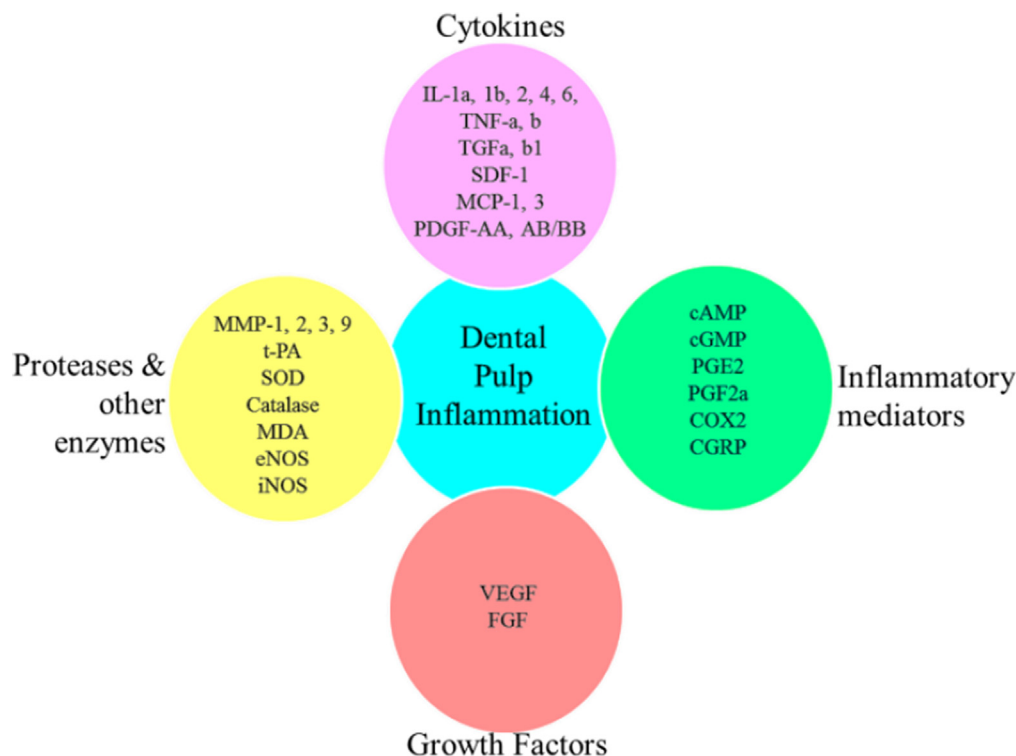 Cytokines
IL-1a, 1b, 2, 4, 6,
TNF-a, b
TGFa, b1
SDF-1
MCP-1, 3
PDGF-AA, AB/BB
Proteases &
other
enzymes
MMP-1, 2, 3, 9
t-PA
SOD
Catalase
MDA
eNOS
iNOS
Dental
Pulp
Inflammation
cAMP
cGMP
PGE2
PGF2a
COX2
CGRP
Inflammatory
mediators
VEGF
FGF
Growth Factors